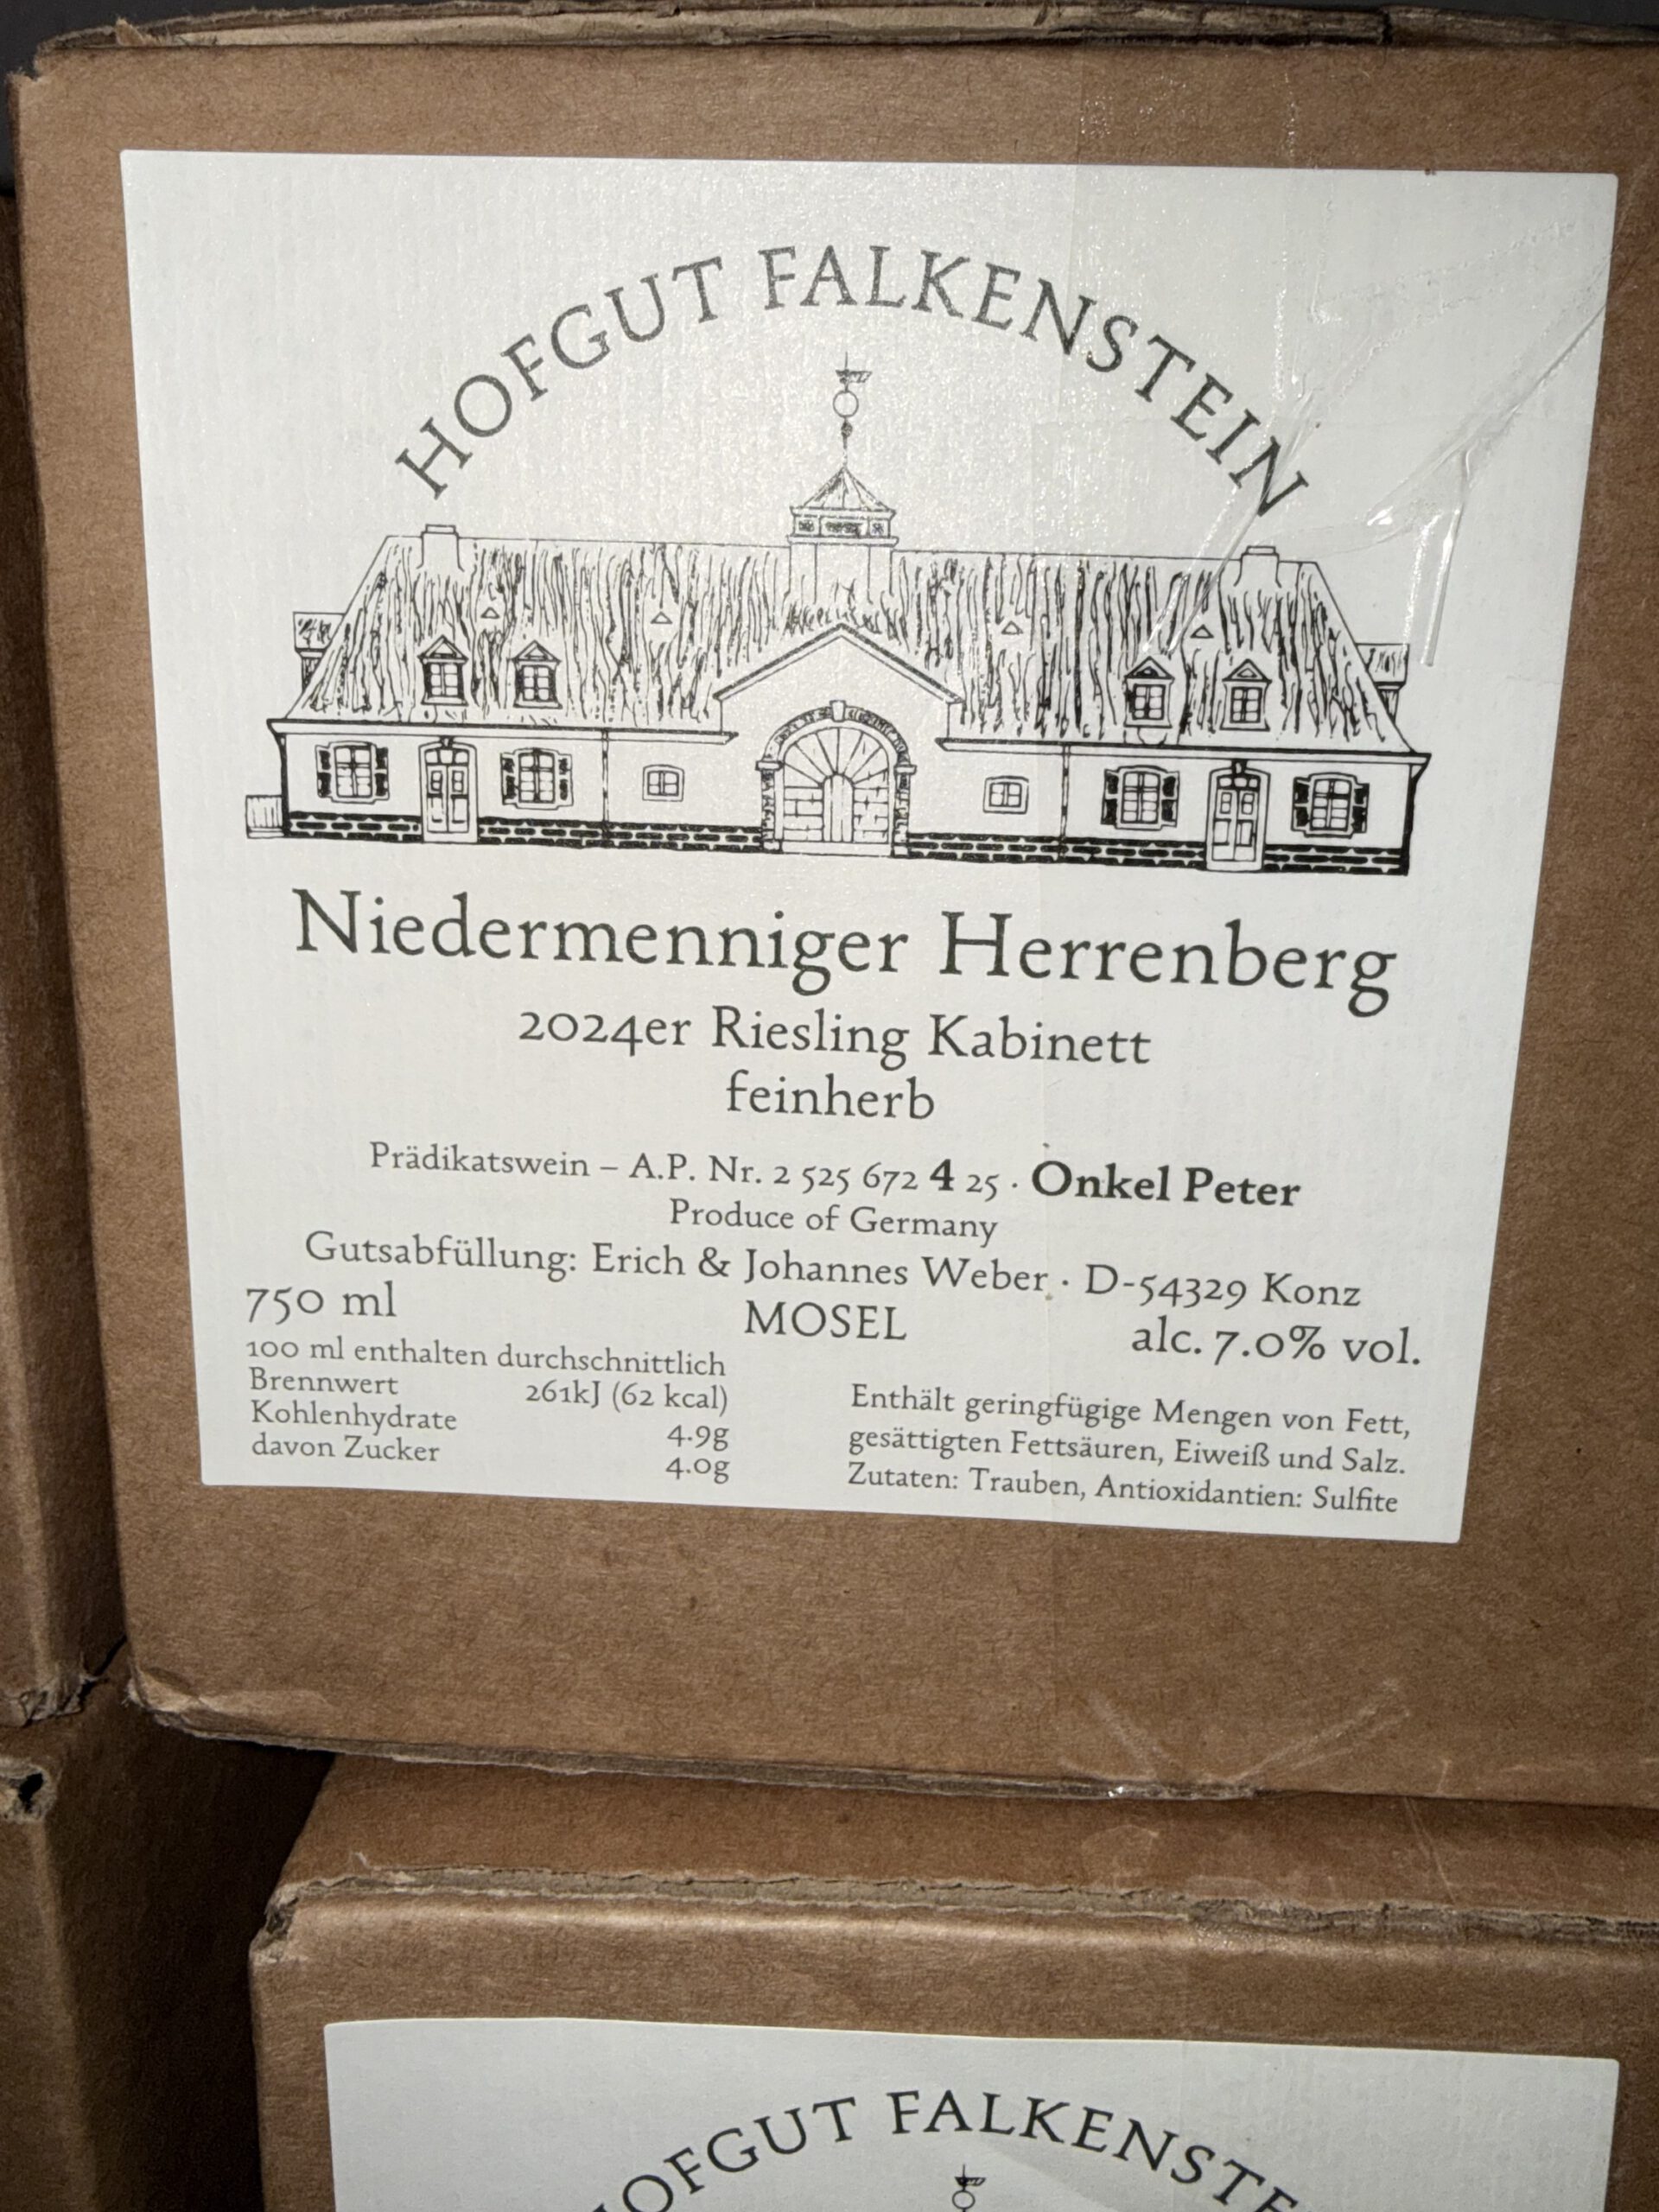 HOFGUT FALKENSTEIN
Niedermenniger Herrenberg
2024er Riesling Kabinett
feinherb
Prädikatswein – A.P. Nr. 2 525 672 4 25 · Onkel Peter
Produce of Germany
Gutsabfüllung: Erich & Johannes Weber · D-54329 Konz
750 ml MOSEL alc. 7.0% vol.
100 ml enthalten durchschnittlich
Brennwert 261kJ (62 kcal)
Kohlenhydrate 4.9g
davon Zucker 4.0g
Enthält geringfügige Mengen von Fett,
gesättigten Fettsäuren, Eiweiß und Salz.
Zutaten: Trauben, Antioxidantien: Sulfite
HOFGUT FALKENSTE